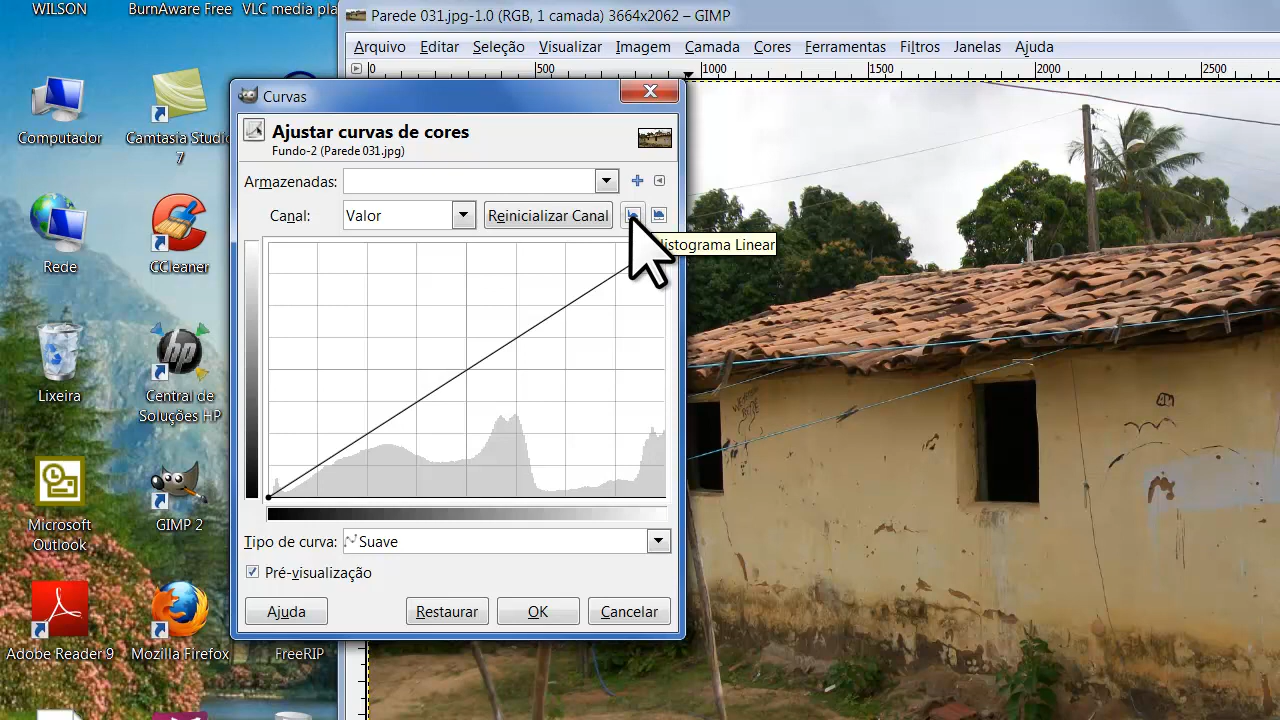 WILSON
BurnAware Free
VLC media pla
Parede 031.jpg-1.0 (RGB, 1 camada) 3664x2062 – GIMP
Arquivo Editar Seleção Visualizar Imagem Camada Cores Ferramentas Filtros Janelas Ajuda
0 500 1000 1500 2000 2500
Computador
Camtasia Studio
7
Rede
CCleaner
Lixeira
Central de
Soluções HP
Microsoft
Outlook
GIMP 2
Adobe Reader 9
Mozilla Firefox
FreeRIP
Curvas
Ajustar curvas de cores
Fundo-2 (Parede 031.jpg)
Armazenadas:
Canal: Valor Reinicializar Canal
Histograma Linear
Tipo de curva: Suave
Pré-visualização
Ajuda Restaurar OK Cancelar